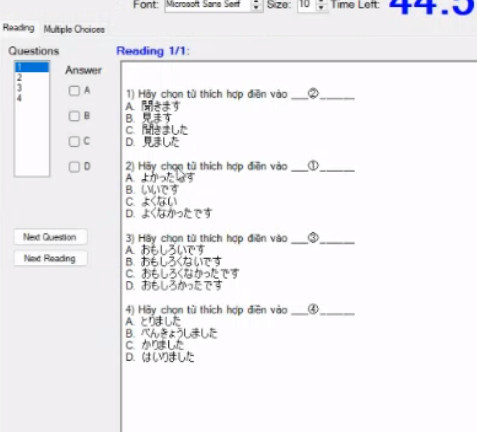 Font: Microsoft Sans Serif Size: 10 Time Left: 44.5
Reading Multiple Choices
Questions
Answer
Reading 1/1:
1
2
3
4
A
B
C
D
Next Question
Next Reading
1) Hãy chọn từ thích hợp điền vào ___②______
A. 聞きます
B. 見ます
C. 聞きました
D. 見ました
2) Hãy chọn từ thích hợp điền vào ___①______
A. よかったです
B. いいです
C. よくない
D. よくなかったです
3) Hãy chọn từ thích hợp điền vào ___③______
A. おもしろいです
B. おもしろくないです
C. おもしろくなかったです
D. おもしろかったです
4) Hãy chọn từ thích hợp điền vào ___④______
A. とりました
B. べんきょうしました
C. かりました
D. はいりました